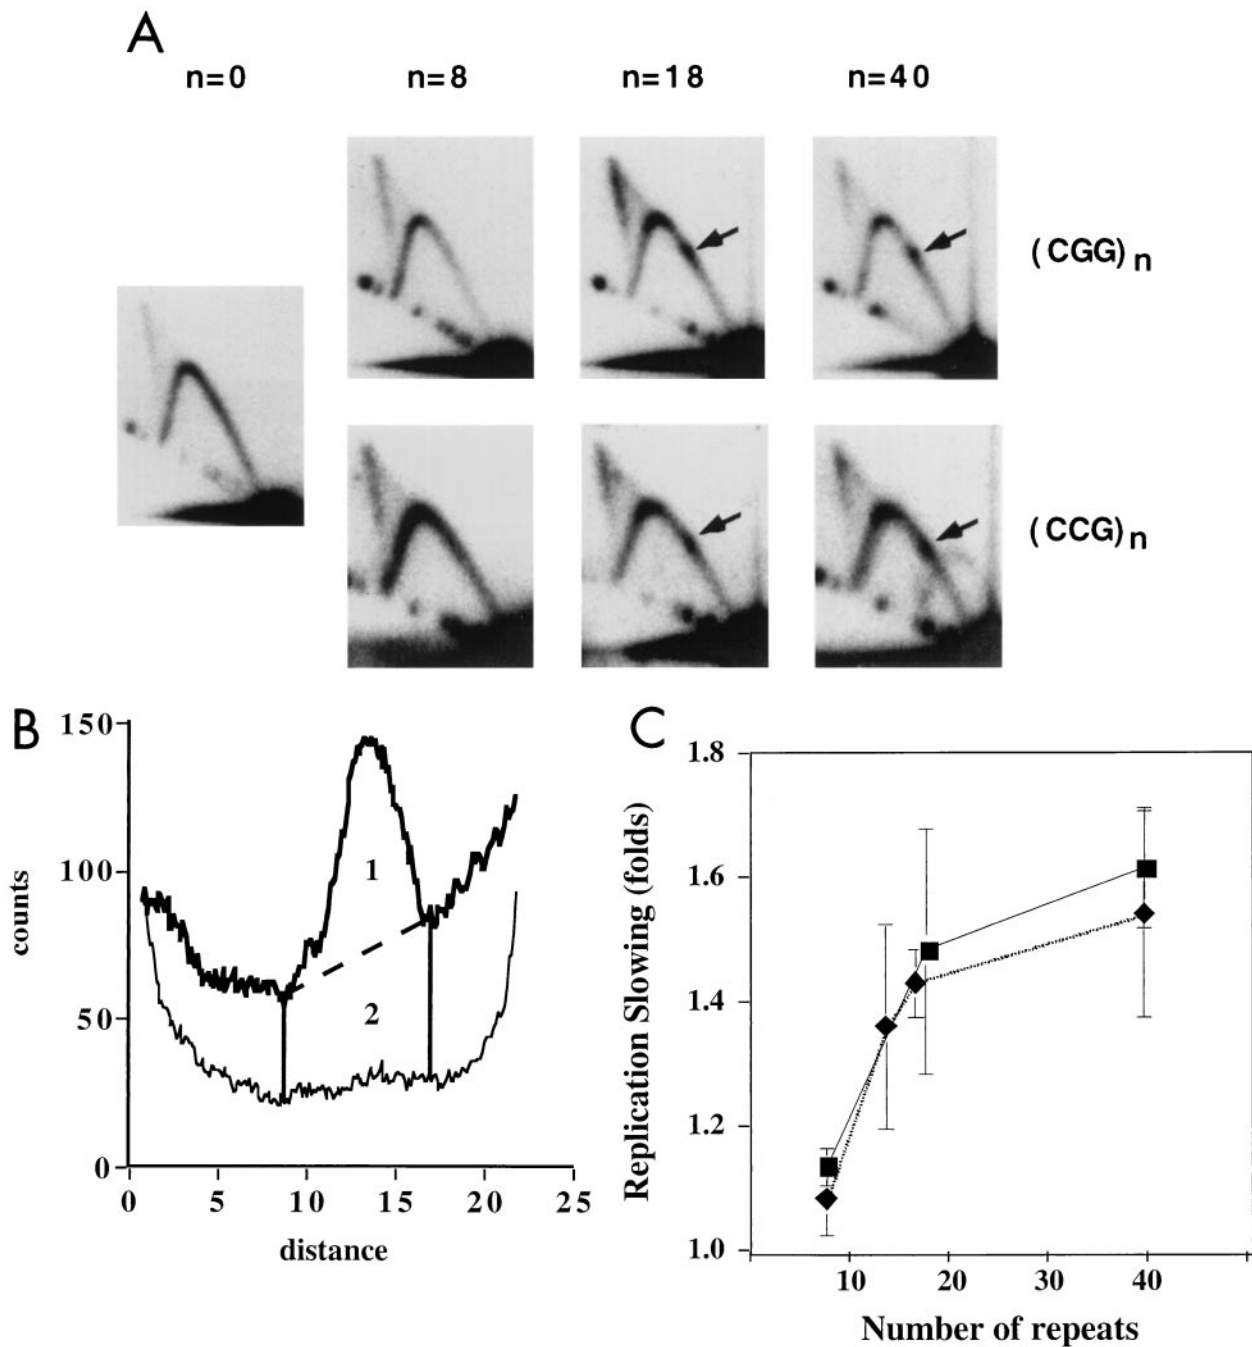 A
n=0 n=8 n=18 n=40
(CGG)n
(CCG)n
B
150
100
50
0
counts
1
2
0 5 10 15 20 25
distance
C
1.8
1.6
1.4
1.2
1.0
Replication Slowing (folds)
10 20 30 40
Number of repeats